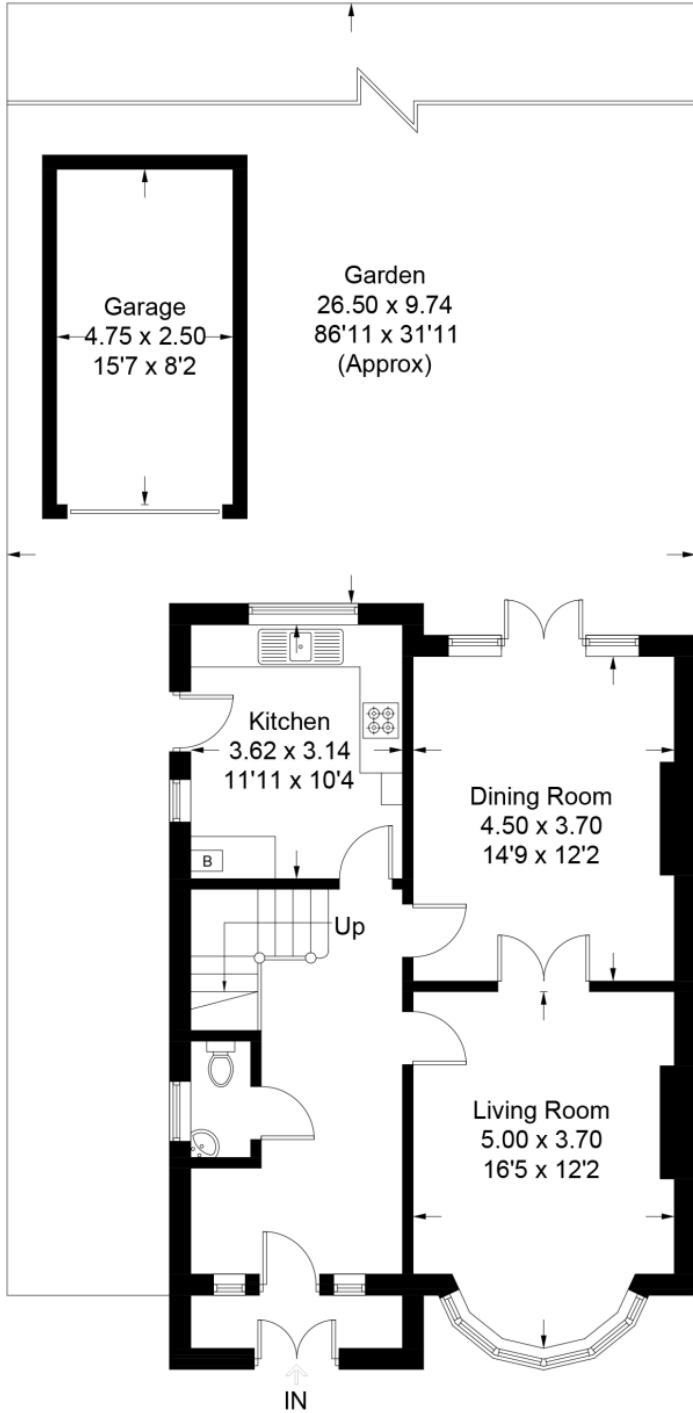 Garage
4.75 x 2.50
15'7 x 8'2
Garden
26.50 x 9.74
86'11 x 31'11
(Approx)
Kitchen
3.62 x 3.14
11'11 x 10'4
B
Dining Room
4.50 x 3.70
14'9 x 12'2
Up
Living Room
5.00 x 3.70
16'5 x 12'2
IN